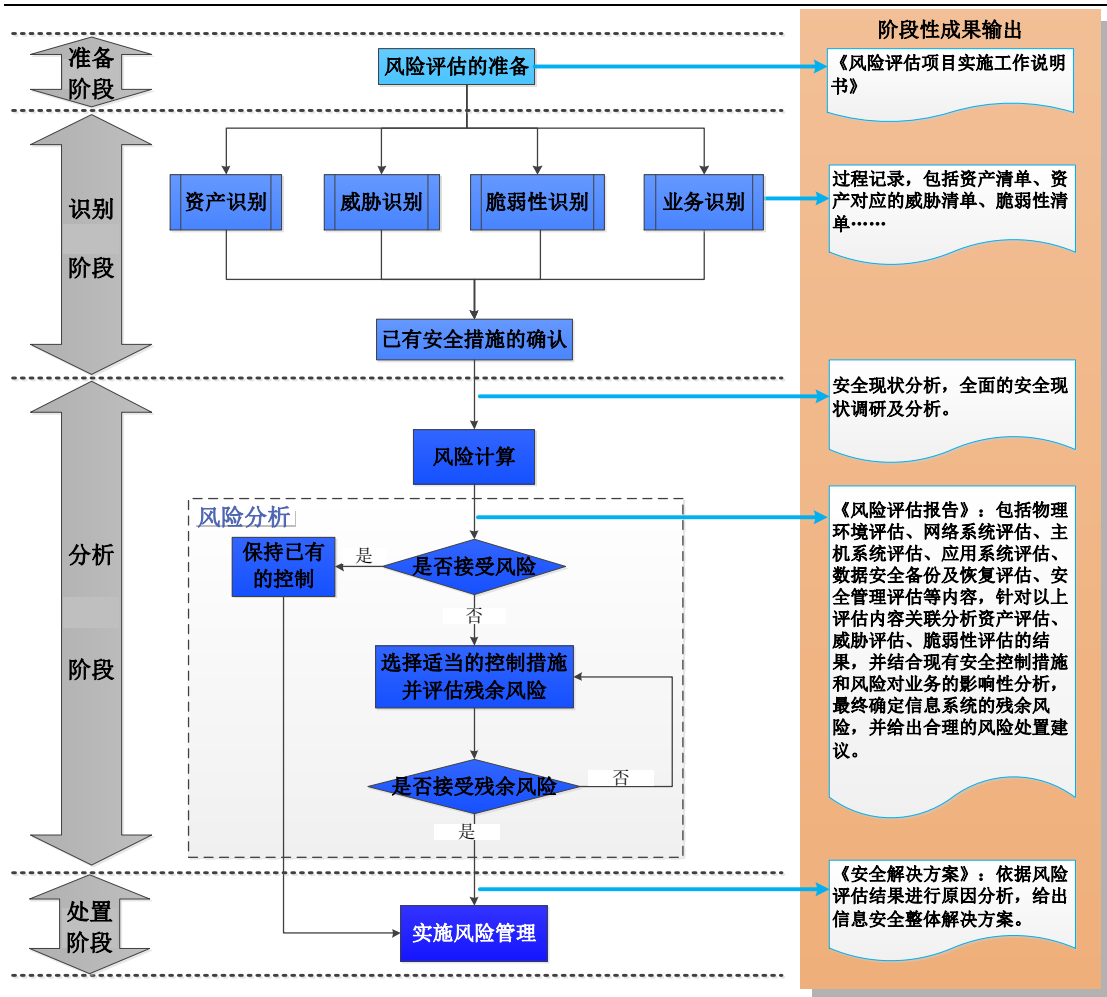 阶段性成果输出
准备
阶段
风险评估的准备
《风险评估项目实施工作说明
书》
识别
阶段
资产识别
威胁识别
脆弱性识别
业务识别
过程记录，包括资产清单、资
产对应的威胁清单、脆弱性清
单……
已有安全措施的确认
分析
阶段
安全现状分析，全面的安全现
状调研及分析。
风险计算
风险分析
《风险评估报告》：包括物理
环境评估、网络系统评估、主
机系统评估、应用系统评估、
数据安全备份及恢复评估、安
全管理评估等内容，针对以上
评估内容关联分析资产评估、
威胁评估、脆弱性评估的结
果，并结合现有安全控制措施
和风险对业务的影响性分析，
最终确定信息系统的残余风
险，并给出合理的风险处置建
议。
保持已有
的控制
是
是否接受风险
否
选择适当的控制措施
并评估残余风险
是否接受残余风险
否
是
处置
阶段
《安全解决方案》：依据风险
评估结果进行原因分析，给出
信息安全整体解决方案。
实施风险管理